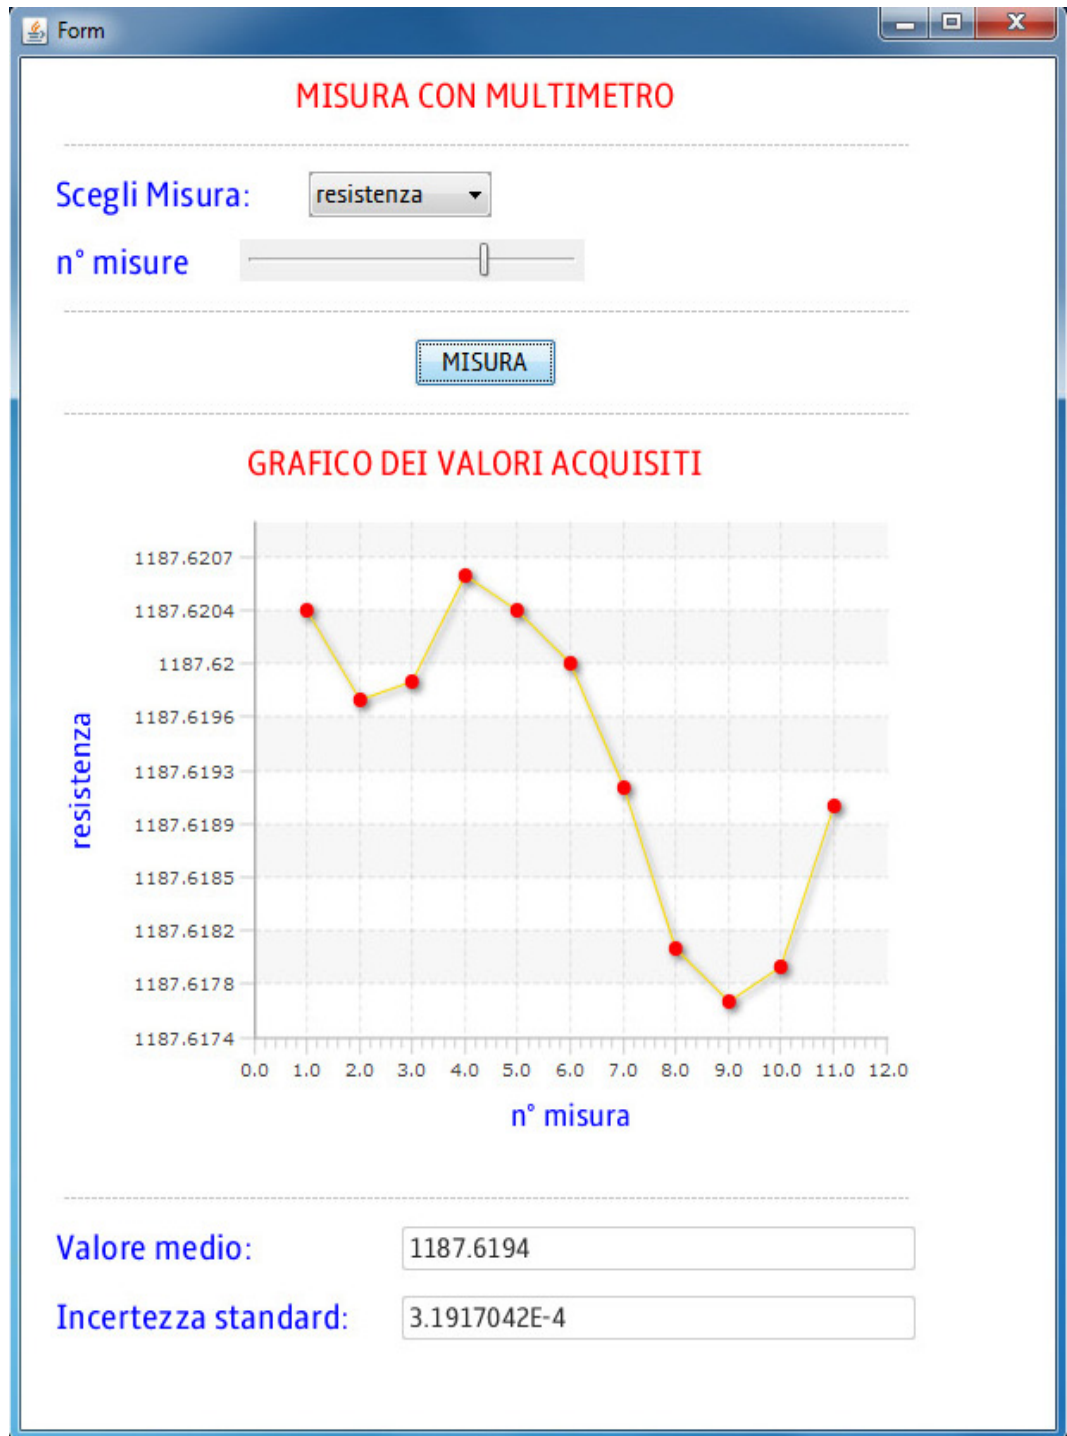 Form
MISURA CON MULTIMETRO
Scegli Misura: resistenza
n° misure
MISURA
GRAFICO DEI VALORI ACQUISITI
1187.6207
1187.6204
1187.62
1187.6196
1187.6193
1187.6189
1187.6185
1187.6182
1187.6178
1187.6174
resistenza
0.0 1.0 2.0 3.0 4.0 5.0 6.0 7.0 8.0 9.0 10.0 11.0 12.0
n° misura
Valore medio: 1187.6194
Incertezza standard: 3.1917042E-4